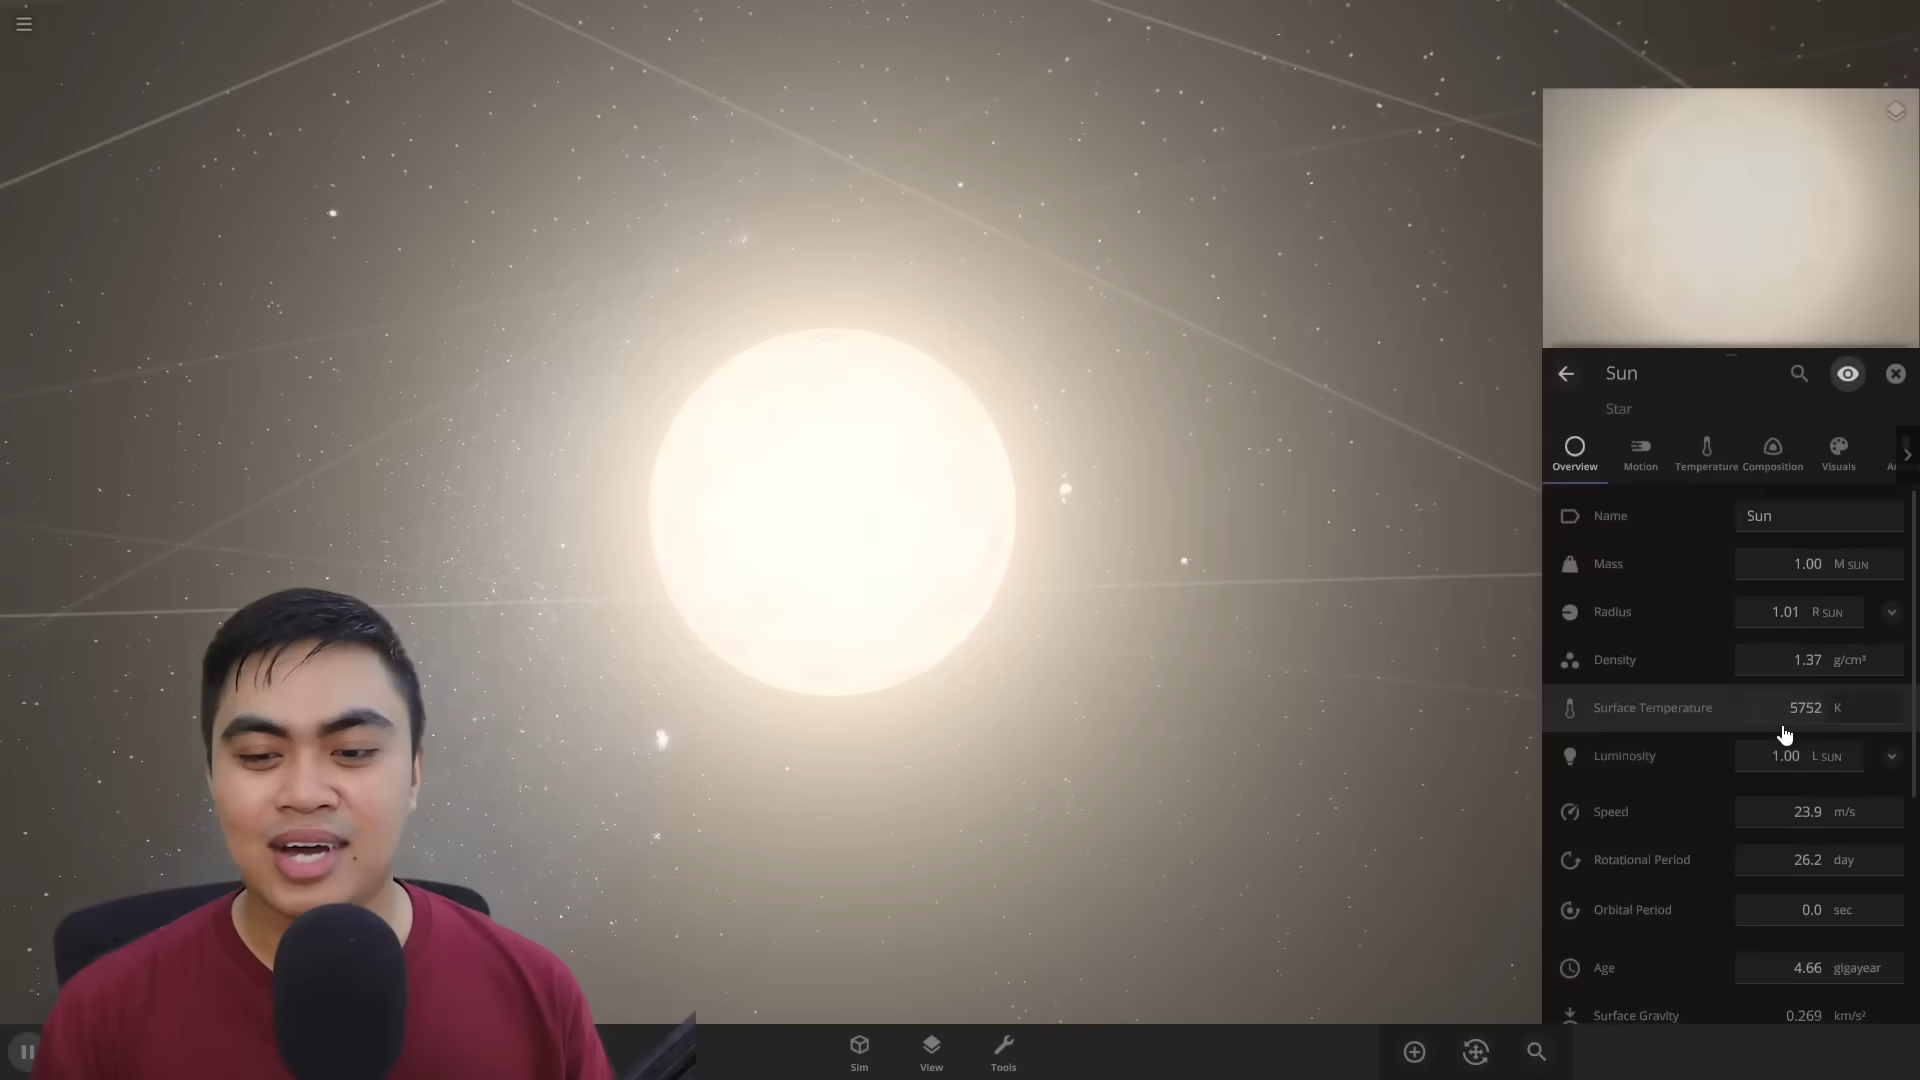 Sun
Star
Overview
Motion
Temperature
Composition
Visuals
Name Sun
Mass 1.00 M SUN
Radius 1.01 R SUN
Density 1.37 g/cm³
Surface Temperature 5752 K
Luminosity 1.00 L SUN
Speed 23.9 m/s
Rotational Period 26.2 day
Orbital Period 0.0 sec
Age 4.66 gigayear
Surface Gravity 0.269 km/s²
Sim
View
Tools